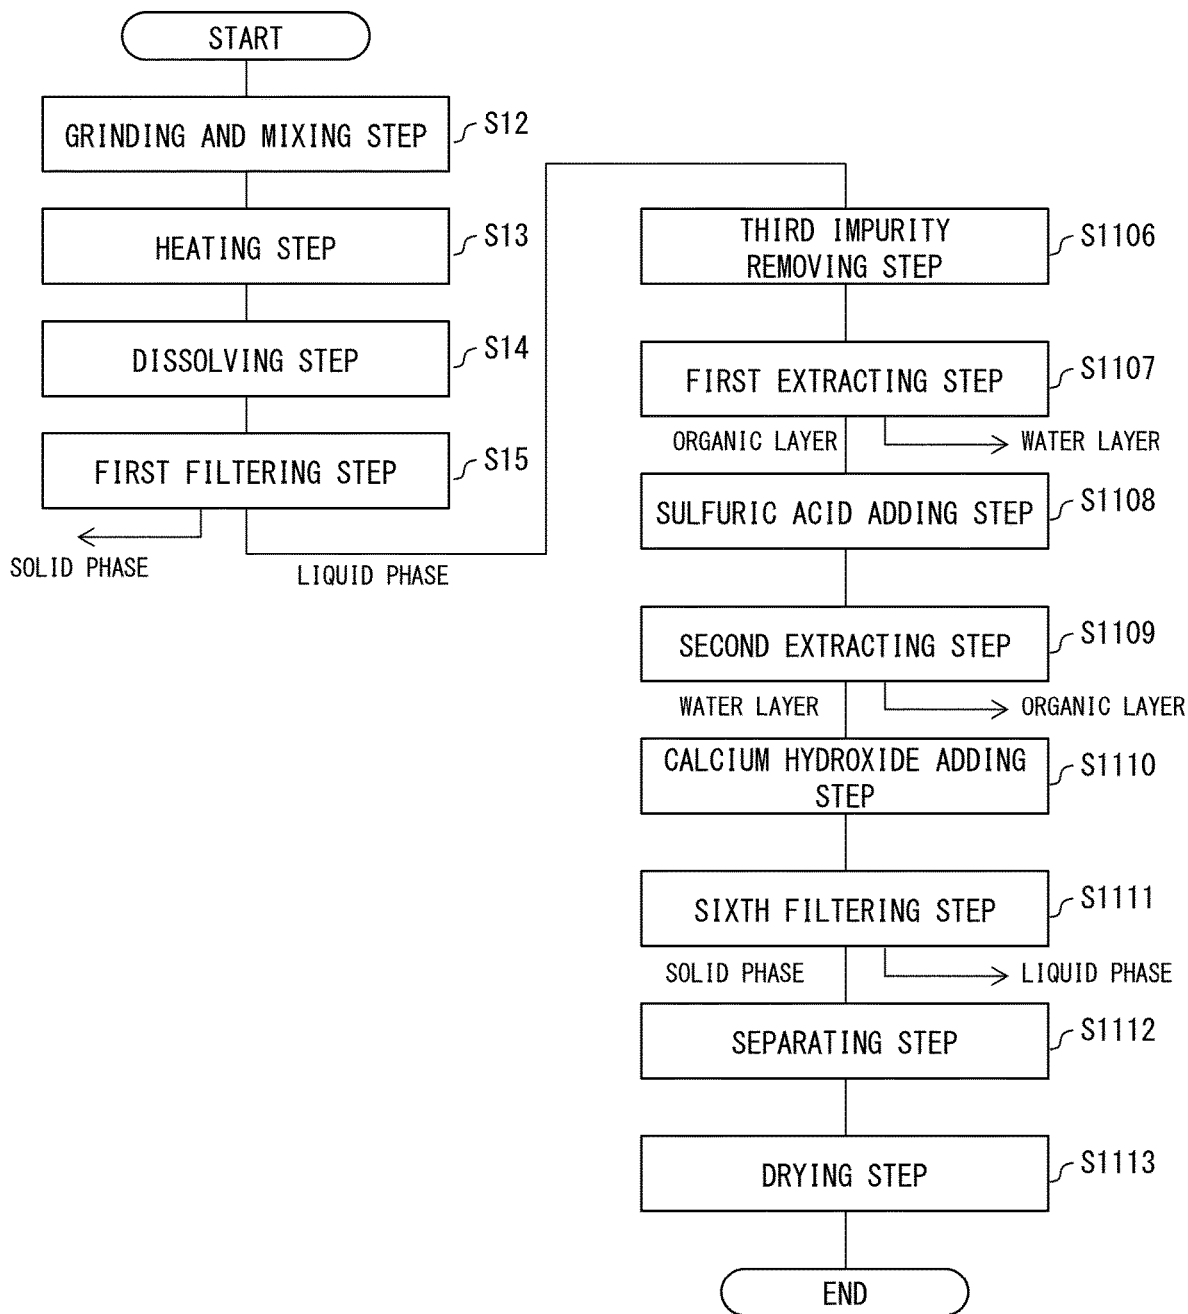 START
GRINDING AND MIXING STEP
S12
HEATING STEP
S13
DISSOLVING STEP
S14
FIRST FILTERING STEP
S15
SOLID PHASE
LIQUID PHASE
THIRD IMPURITY
REMOVING STEP
S1106
FIRST EXTRACTING STEP
S1107
ORGANIC LAYER
WATER LAYER
SULFURIC ACID ADDING STEP
S1108
SECOND EXTRACTING STEP
S1109
WATER LAYER
ORGANIC LAYER
CALCIUM HYDROXIDE ADDING
STEP
S1110
SIXTH FILTERING STEP
S1111
SOLID PHASE
LIQUID PHASE
SEPARATING STEP
S1112
DRYING STEP
S1113
END